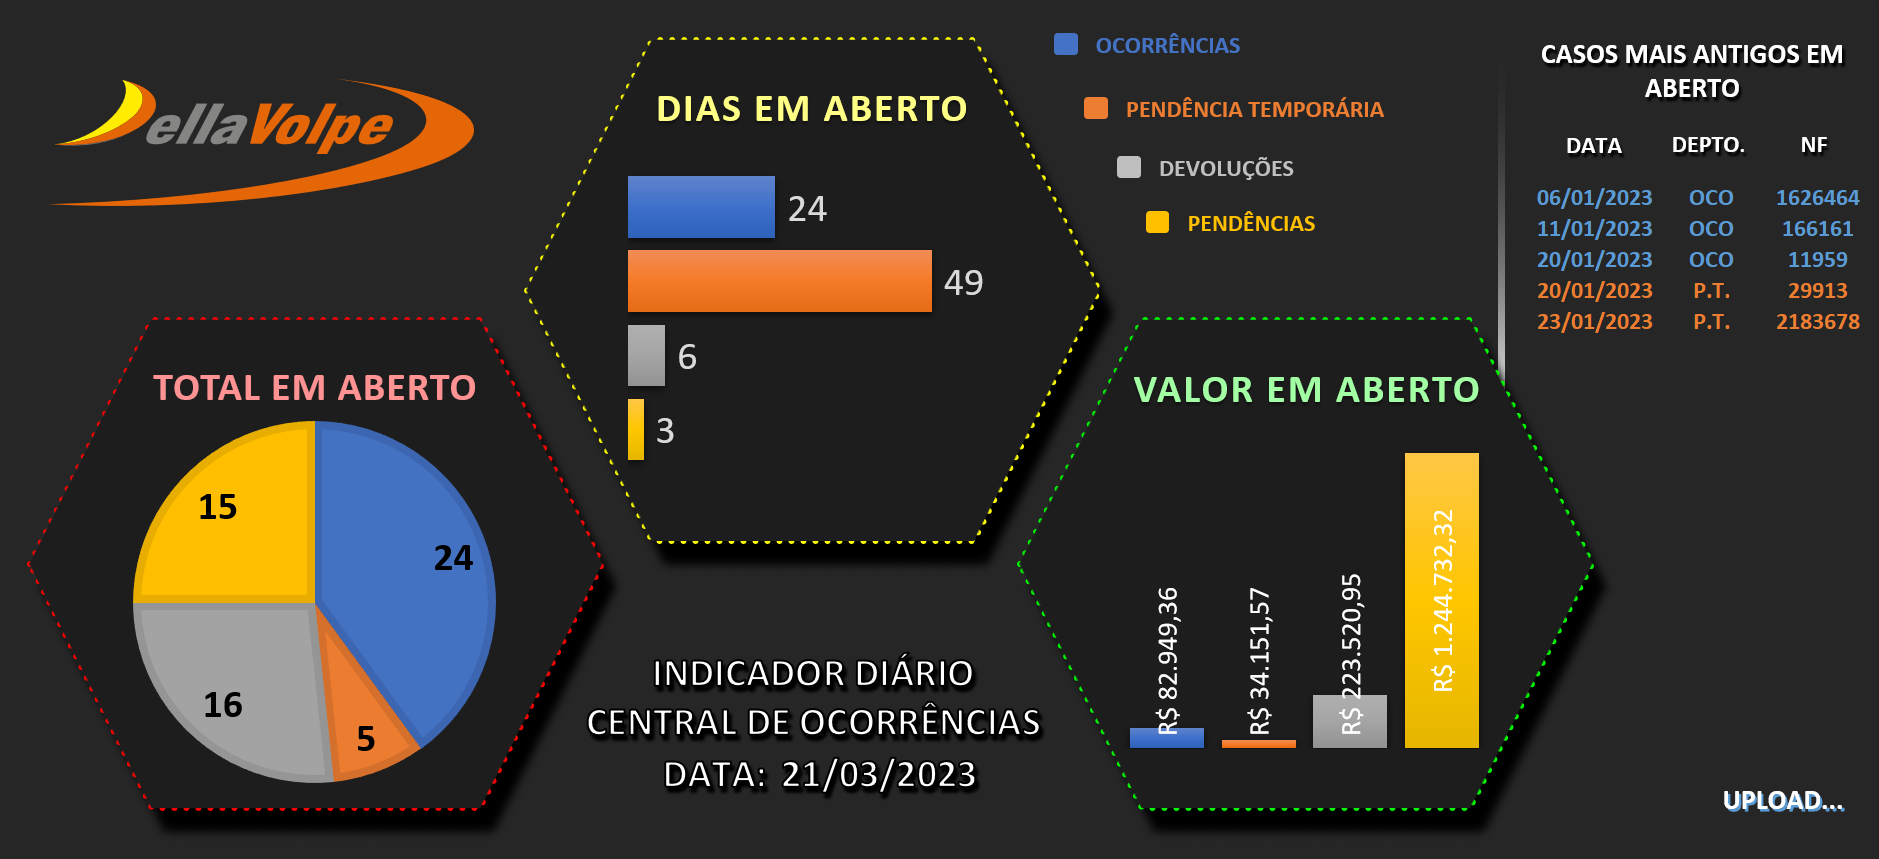 ellaVolpe
DIAS EM ABERTO
24
49
6
3
OCORRÊNCIAS
PENDÊNCIA TEMPORÁRIA
DEVOLUÇÕES
PENDÊNCIAS
CASOS MAIS ANTIGOS EM
ABERTO
DATA DEPTO. NF
06/01/2023 OCO 1626464
11/01/2023 OCO 166161
20/01/2023 OCO 11959
20/01/2023 P.T. 29913
23/01/2023 P.T. 2183678
TOTAL EM ABERTO
15
24
16
5
VALOR EM ABERTO
R$ 82.949,36
R$ 34.151,57
R$ 223.520,95
R$ 1.244.732,32
INDICADOR DIÁRIO
CENTRAL DE OCORRÊNCIAS
DATA: 21/03/2023
UPLOAD...